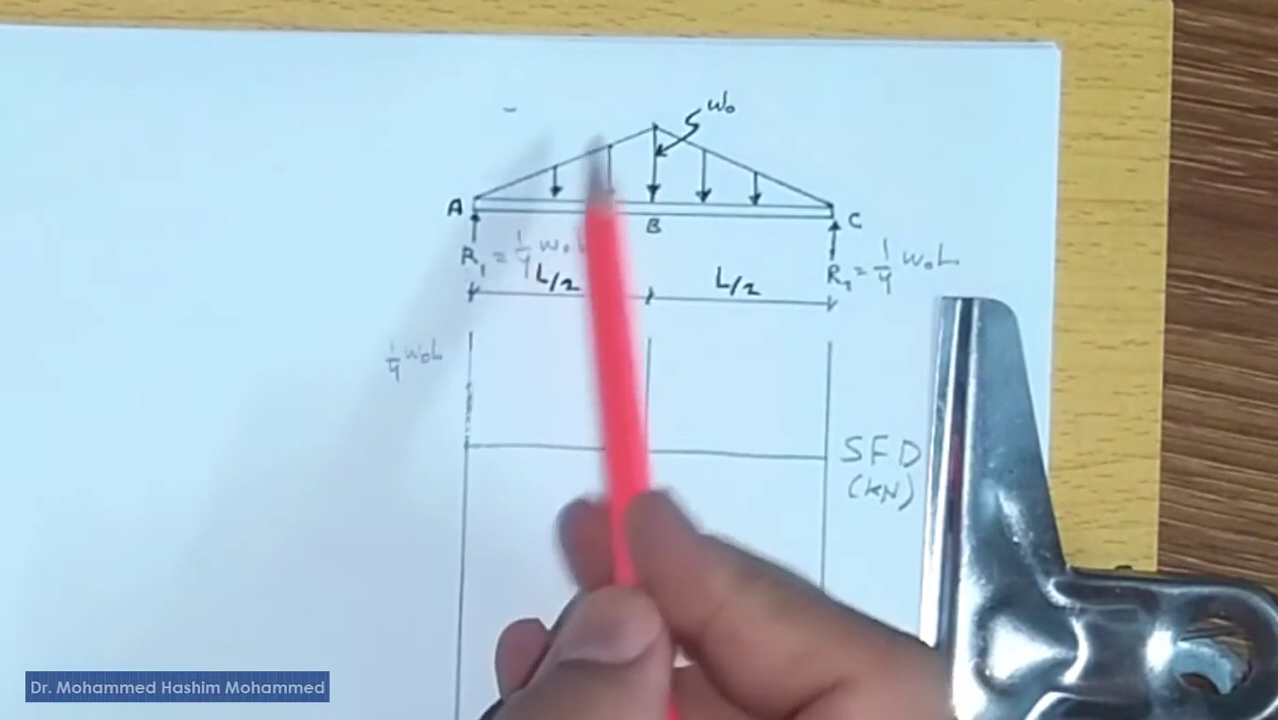 w₀
A
B
C
R₁ = 1/4 w₀L
R₂ = 1/4 w₀L
L/2
L/2
1/4 w₀L
SFD
(kN)
Dr. Mohammed Hashim Mohammed